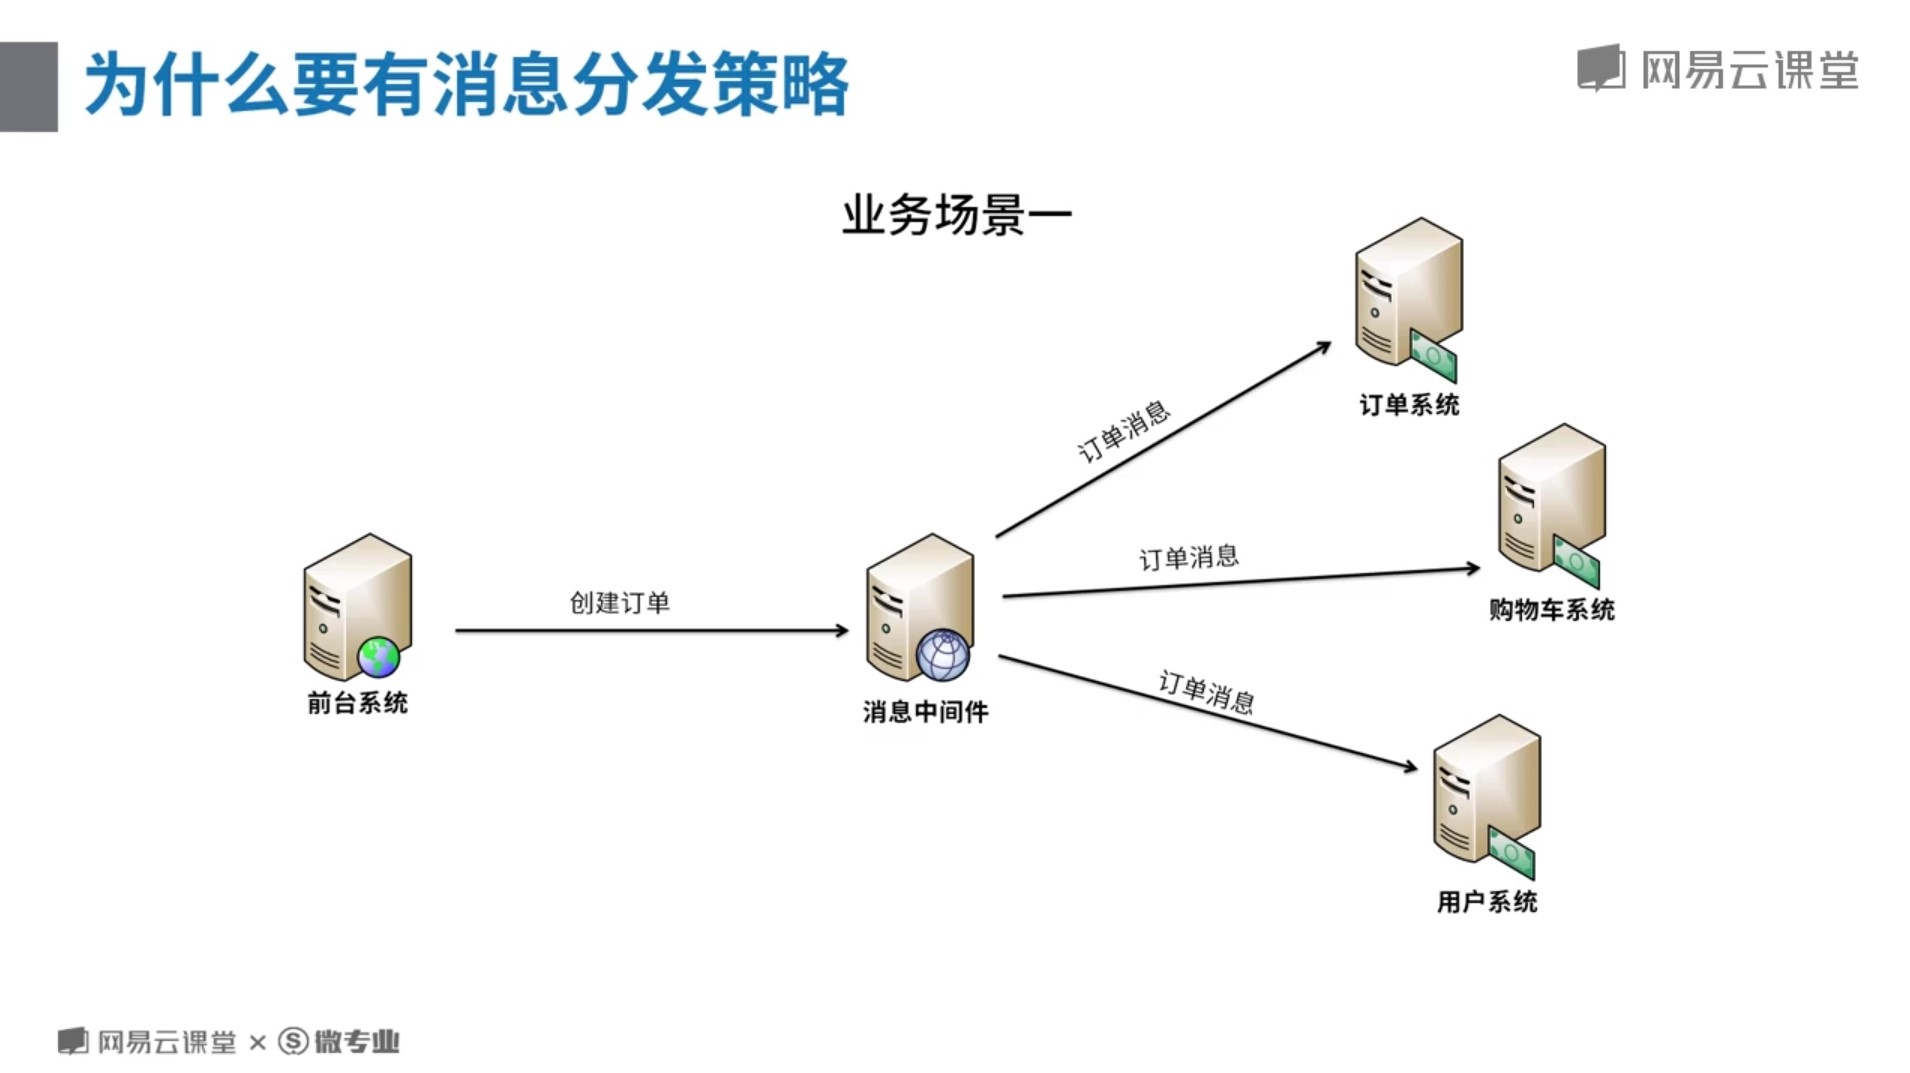 为什么要有消息分发策略
网易云课堂
业务场景一
订单系统
订单消息
购物车系统
订单消息
创建订单
前台系统
消息中间件
订单消息
用户系统
网易云课堂 × Ⓢ 微专业